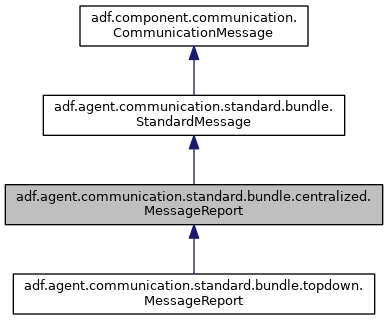 adf.component.communication.
CommunicationMessage
adf.agent.communication.standard.bundle.
StandardMessage
adf.agent.communication.standard.bundle.centralized.
MessageReport
adf.agent.communication.standard.bundle.topdown.
MessageReport